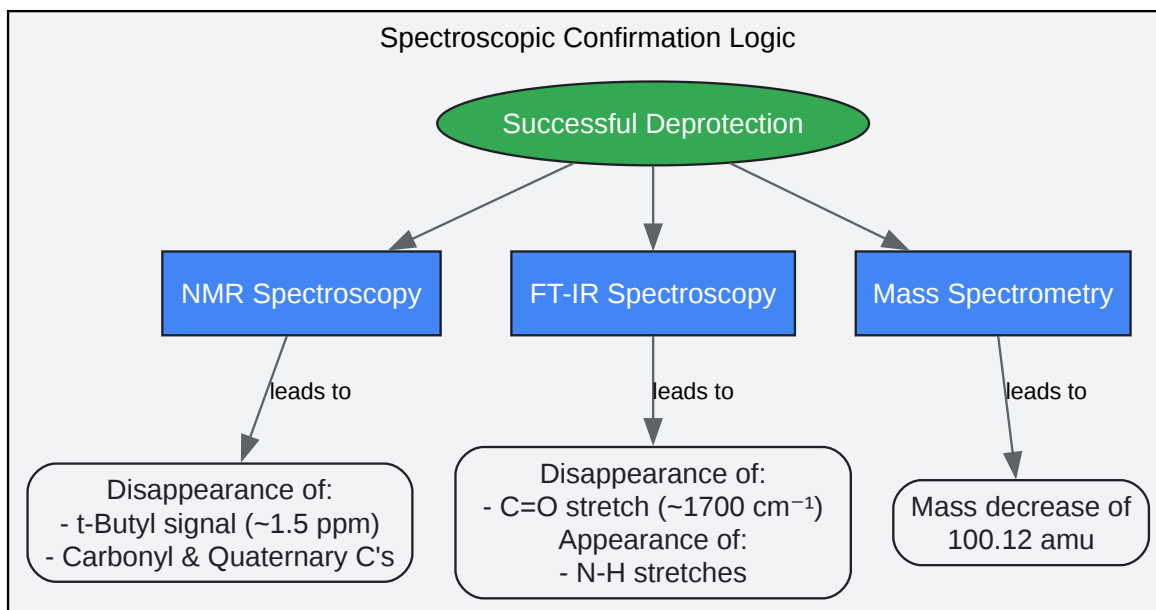 Spectroscopic Confirmation Logic
Successful Deprotection
NMR Spectroscopy
FT-IR Spectroscopy
Mass Spectrometry
leads to
leads to
leads to
Disappearance of:
- t-Butyl signal (~1.5 ppm)
- Carbonyl & Quaternary C's
Disappearance of:
- C=O stretch (~1700 cm⁻¹)
Appearance of:
- N-H stretches
Mass decrease of
100.12 amu